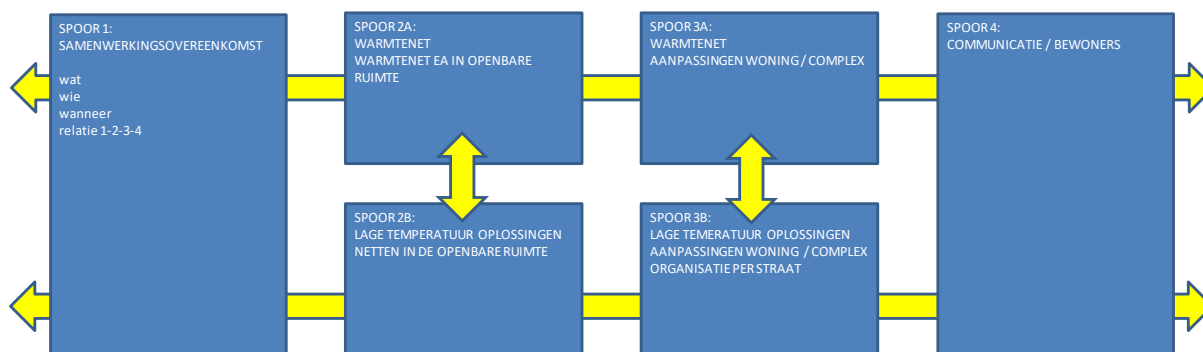 SPOOR 1:
SAMENWERKINGSOVEREENKOMST
wat
wie
wanneer
relatie 1-2-3-4
SPOOR 2A:
WARMTENET
WARMTENET EA IN OPENBARE
RUIMTE
SPOOR 3A:
WARMTENET
AANPASSINGEN WONING / COMPLEX
SPOOR 4:
COMMUNICATIE / BEWONERS
SPOOR 2B:
LAGE TEMPERATUUR OPLOSSINGEN
NETTEN IN DE OPENBARE RUIMTE
SPOOR 3B:
LAGE TEMERATUUR OPLOSSINGEN
AANPASSINGEN WONING / COMPLEX
ORGANISATIE PER STRAAT